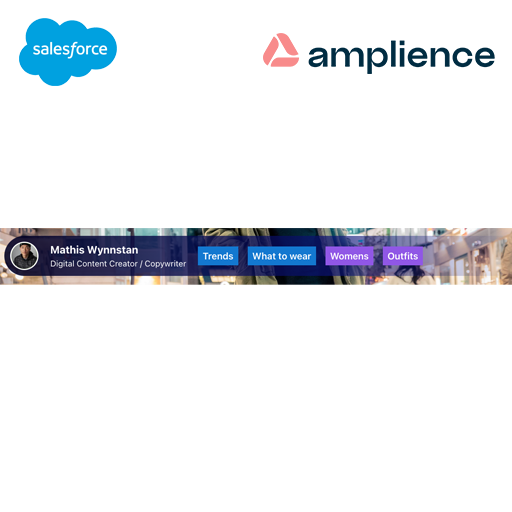 salesforce
amplience
Mathis Wynnstan
Digital Content Creator / Copywriter
Trends
What to wear
Womens
Outfits